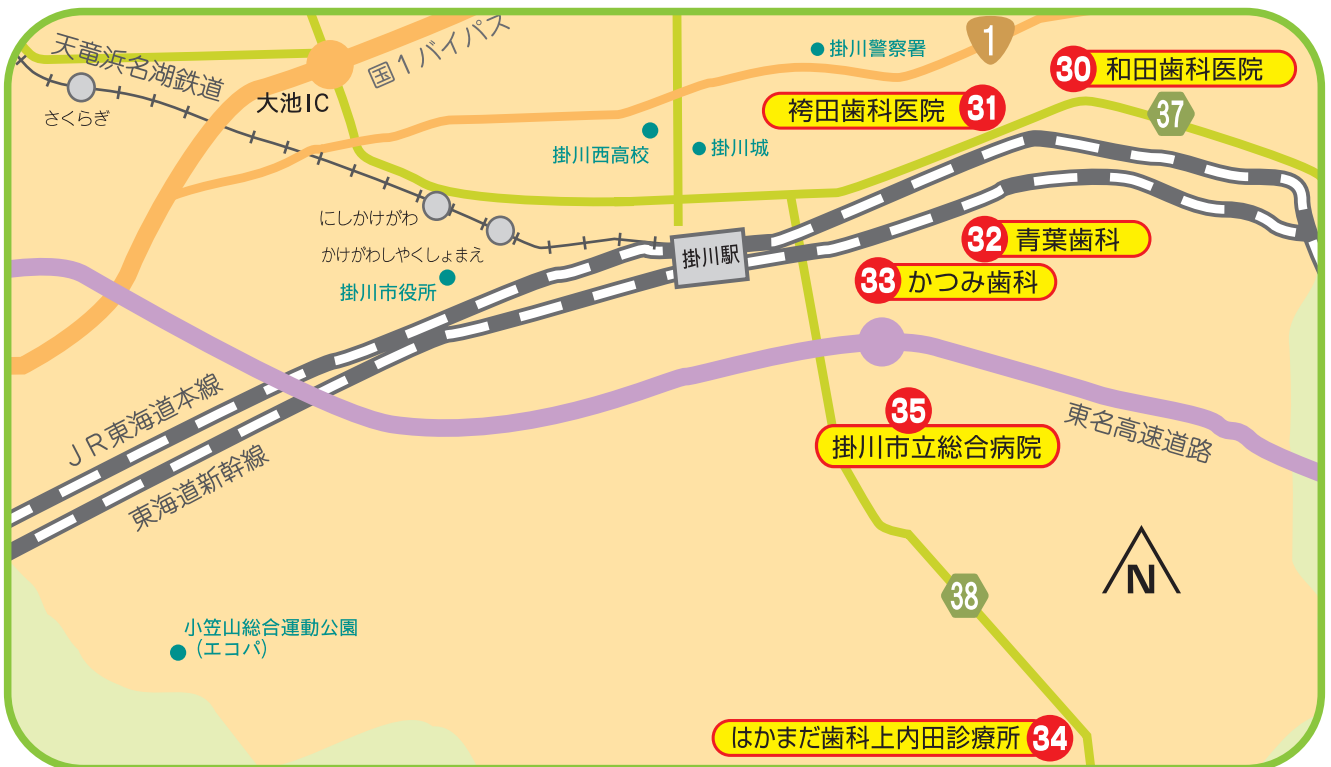 天竜浜名湖鉄道
さくらぎ
大池IC
国1バイパス
掛川警察署
1
30 和田歯科医院
袴田歯科医院 31
37
掛川西高校
掛川城
にしかけがわ
かけがわしやくしょまえ
掛川市役所
掛川駅
32 青葉歯科
33 かつみ歯科
JR東海道本線
東海道新幹線
35
掛川市立総合病院
東名高速道路
N
38
小笠山総合運動公園
(エコパ)
はかまだ歯科上内田診療所 34